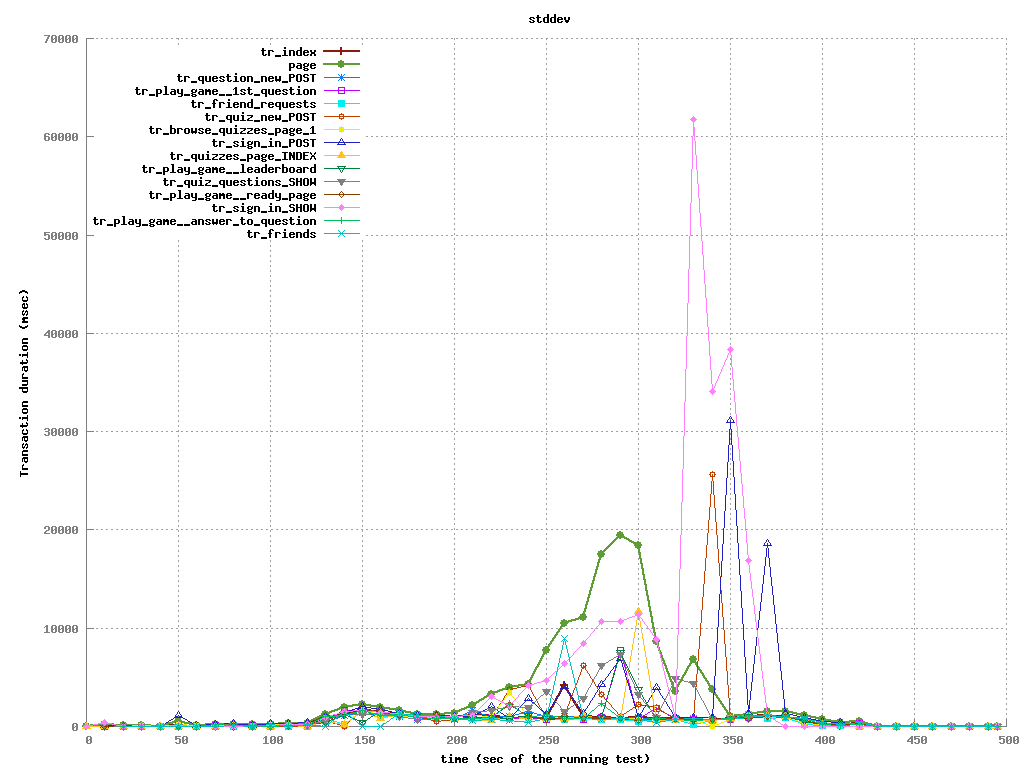 stddev
70000
60000
50000
40000
30000
20000
10000
0
Transaction duration (msec)
tr_index
page
tr_question_new_POST
tr_play_game__1st_question
tr_friend_requests
tr_quiz_new_POST
tr_browse_quizzes_page_1
tr_sign_in_POST
tr_quizzes_page_INDEX
tr_play_game__leaderboard
tr_quiz_questions_SHOW
tr_play_game__ready_page
tr_sign_in_SHOW
tr_play_game__answer_to_question
tr_friends
0 50 100 150 200 250 300 350 400 450 500
time (sec of the running test)